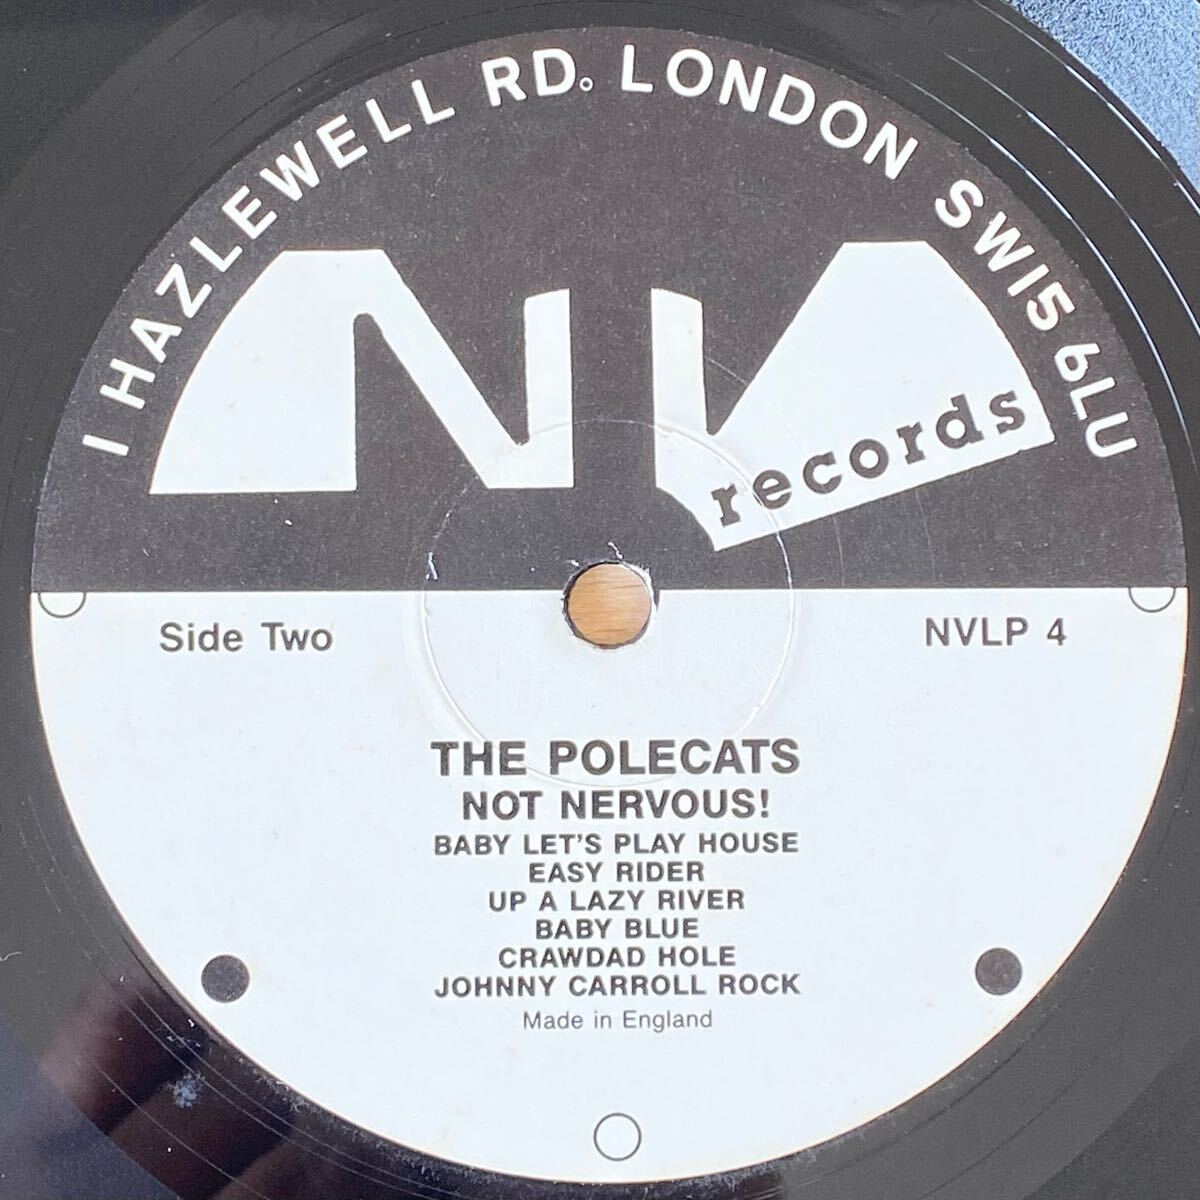 I HAZLEWELL RD. LONDON SW15 6LU
NV
records
Side Two
NVLP 4
THE POLECATS
NOT NERVOUS!
BABY LET'S PLAY HOUSE
EASY RIDER
UP A LAZY RIVER
BABY BLUE
CRAWDAD HOLE
JOHNNY CARROLL ROCK
Made in England